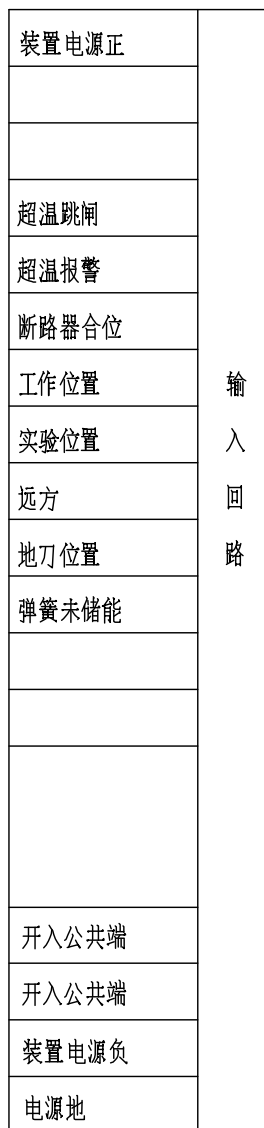 装置电源正
超温跳闸
超温报警
断路器合位
工作位置
实验位置
远方
地刀位置
弹簧未储能
开入公共端
开入公共端
装置电源负
电源地
输
入
回
路